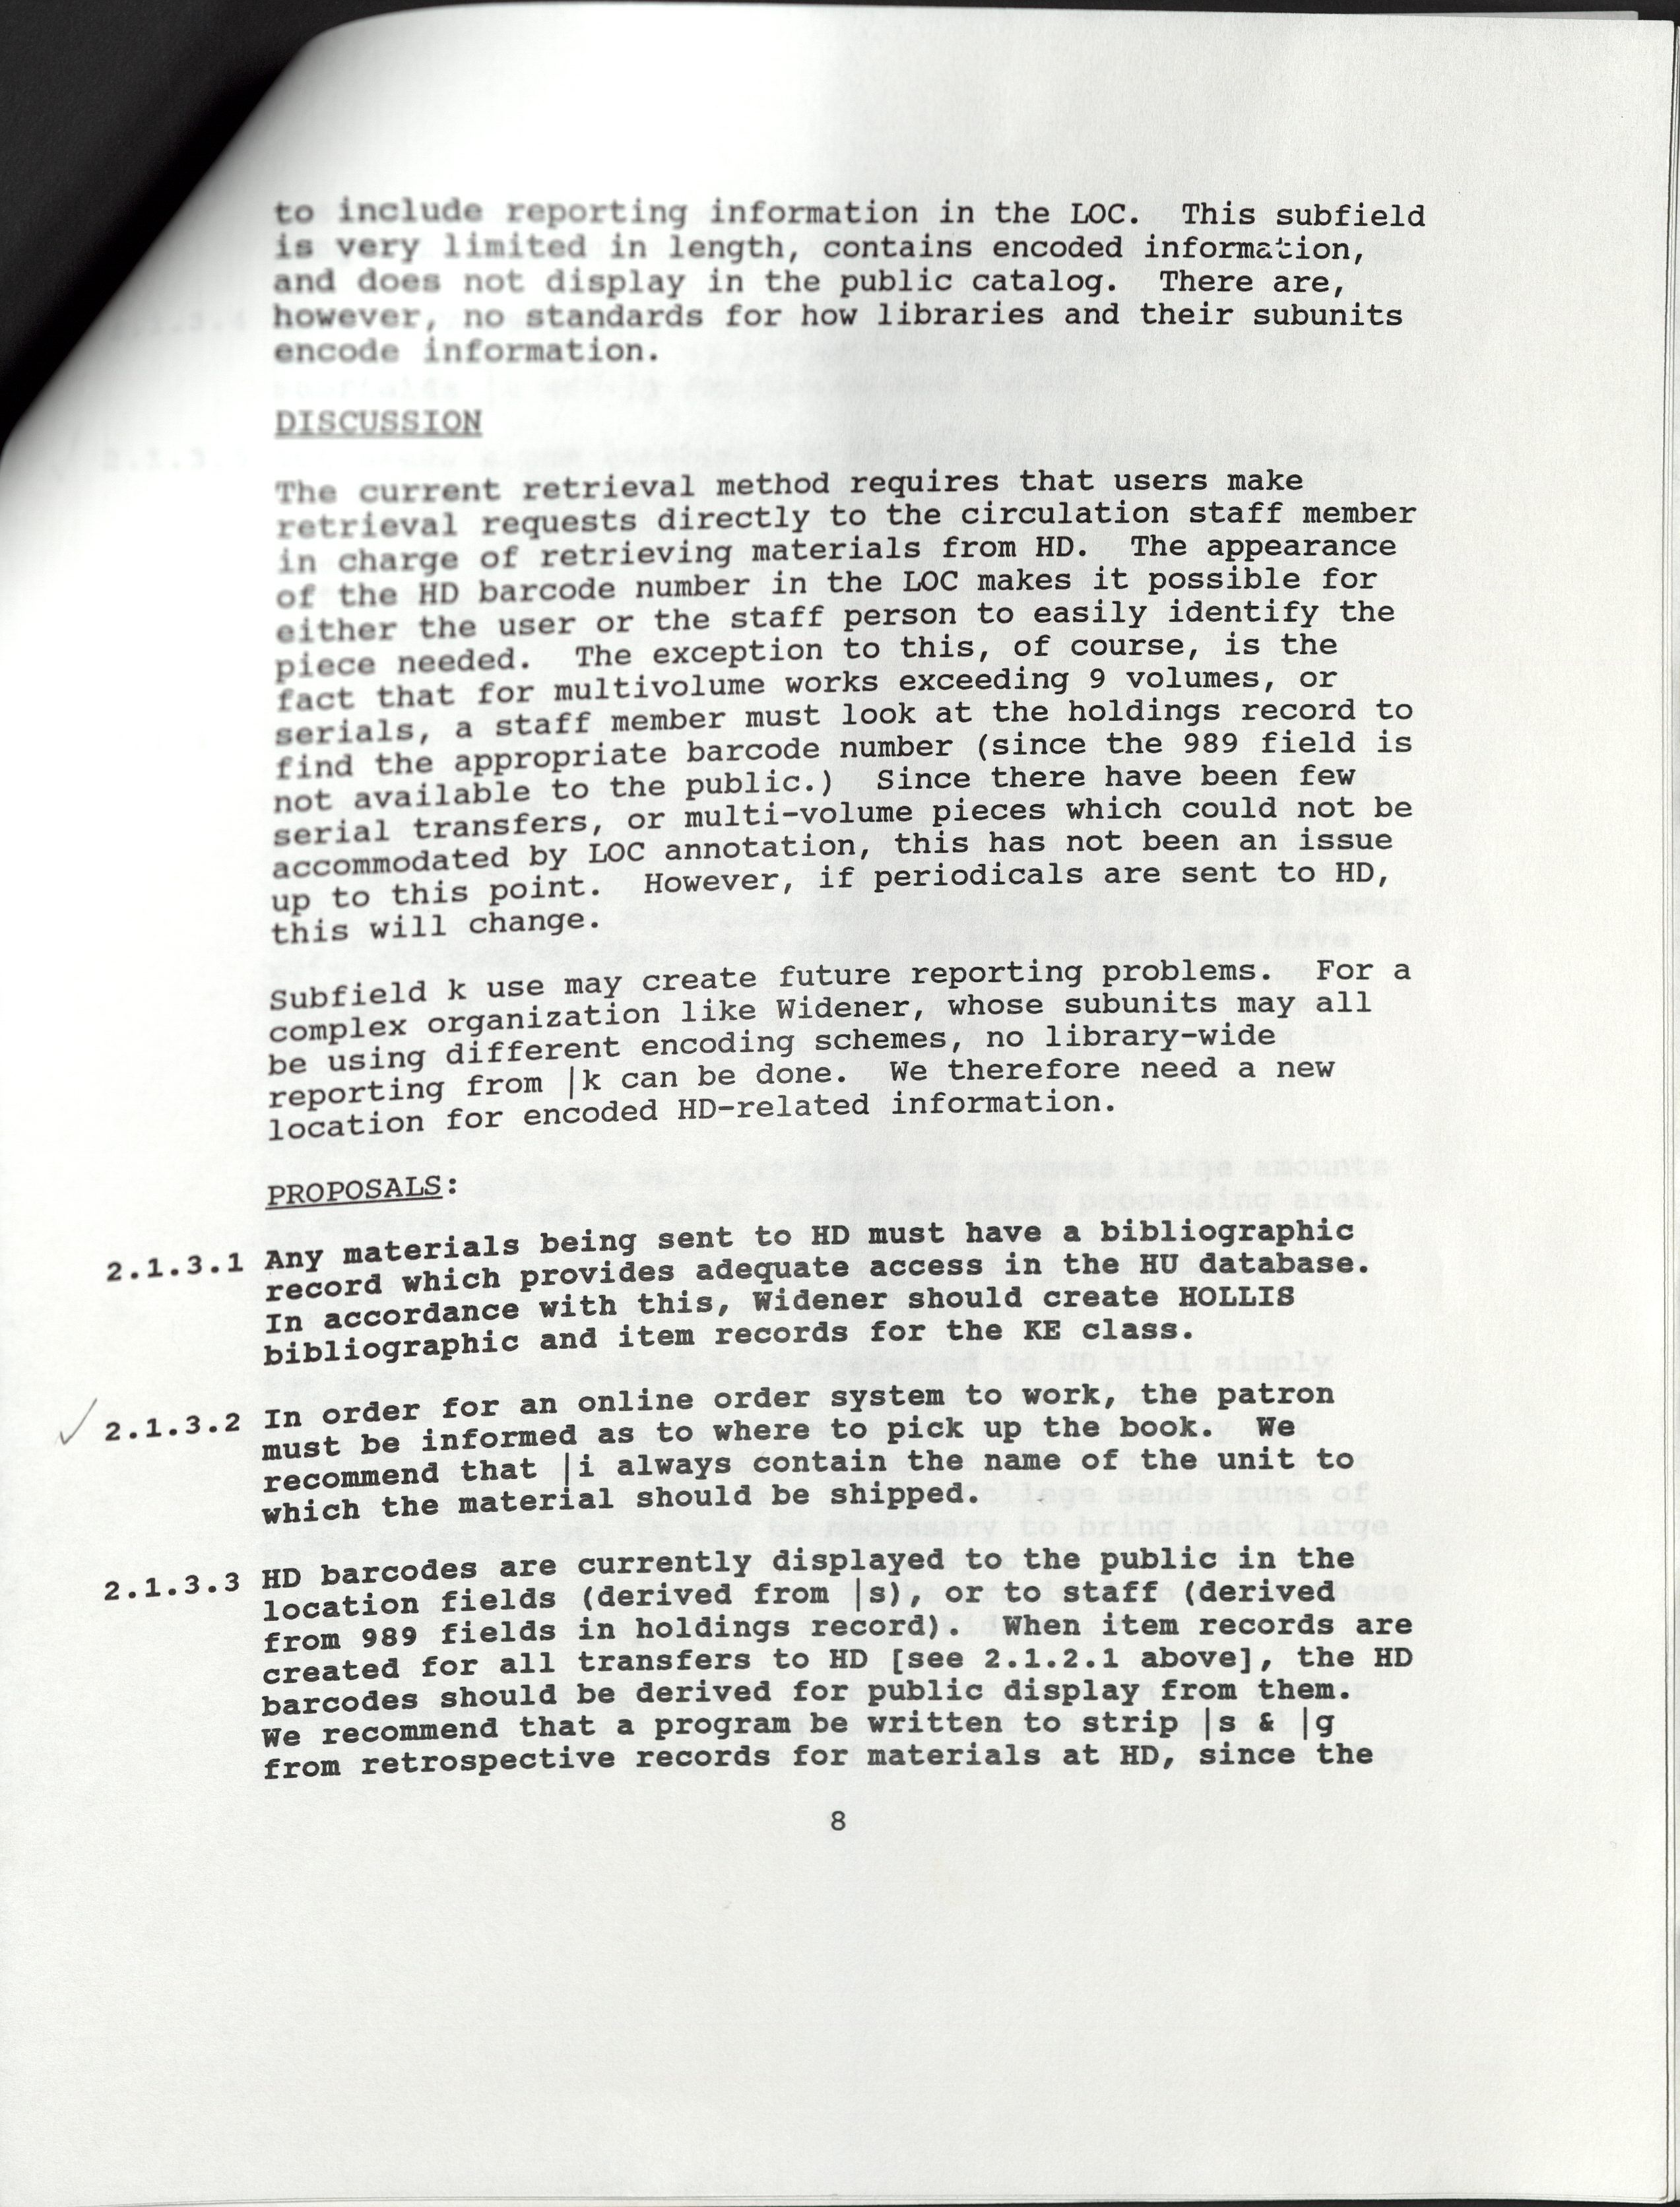 to include reporting information in the LOC.  This subfield
is very limited in length, contains encoded information,
and does not display in the public catalog.  There are,
however, no standards for how libraries and their subunits
encode information.
DISCUSSION
The current retrieval method requires that users make
retrieval requests directly to the circulation staff member
in charge of retrieving materials from HD.  The appearance
of the HD barcode number in the LOC makes it possible for
either the user or the staff person to easily identify the
piece needed.  The exception to this, of course, is the
fact that for multivolume works exceeding 9 volumes, or
serials, a staff member must look at the holdings record to
find the appropriate barcode number (since the 989 field is
not available to the public.)  Since there have been few
serial transfers, or multi-volume pieces which could not be
accommodated by LOC annotation, this has not been an issue
up to this point.  However, if periodicals are sent to HD,
this will change.
Subfield k use may create future reporting problems.  For a
complex organization like Widener, whose subunits may all
be using different encoding schemes, no library-wide
reporting from |k can be done.  We therefore need a new
location for encoded HD-related information.
PROPOSALS:
2.1.3.1 Any materials being sent to HD must have a bibliographic
record which provides adequate access in the HU database.
In accordance with this, Widener should create HOLLIS
bibliographic and item records for the KE class.
✓ 2.1.3.2 In order for an online order system to work, the patron
must be informed as to where to pick up the book.  We
recommend that |i always contain the name of the unit to
which the material should be shipped.
2.1.3.3 HD barcodes are currently displayed to the public in the
location fields (derived from |s), or to staff (derived
from 989 fields in holdings record).  When item records are
created for all transfers to HD [see 2.1.2.1 above], the HD
barcodes should be derived for public display from them.
We recommend that a program be written to strip |s & |g
from retrospective records for materials at HD, since the
8